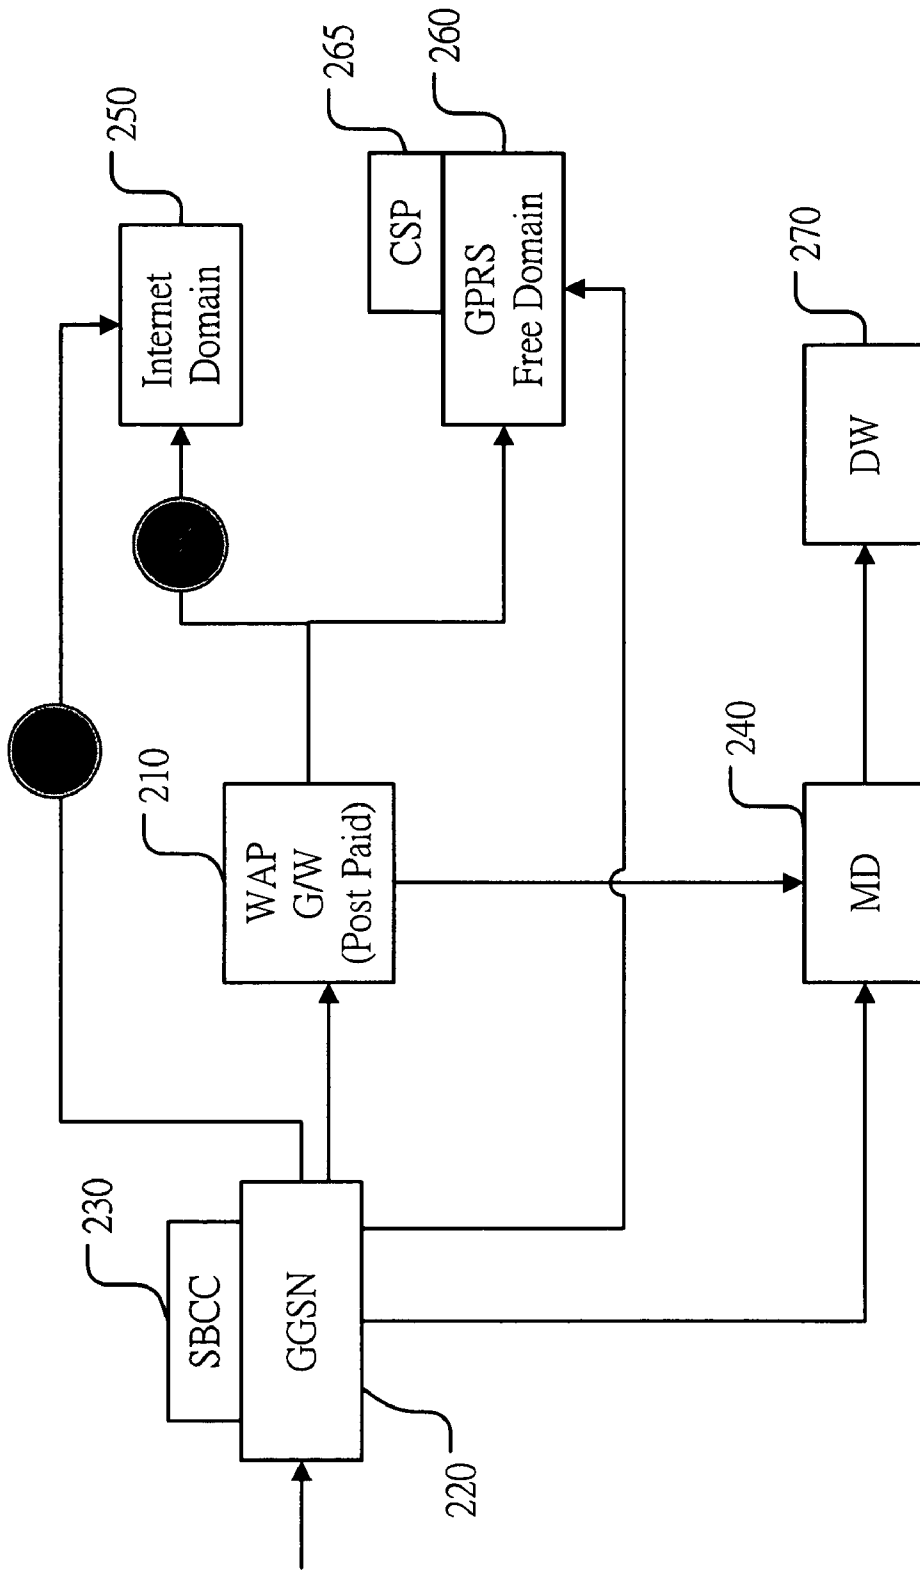 SBCC
230
GGSN
220
WAP
G/W
(Post Paid)
210
Internet
Domain
250
CSP
265
GPRS
Free Domain
260
MD
240
DW
270